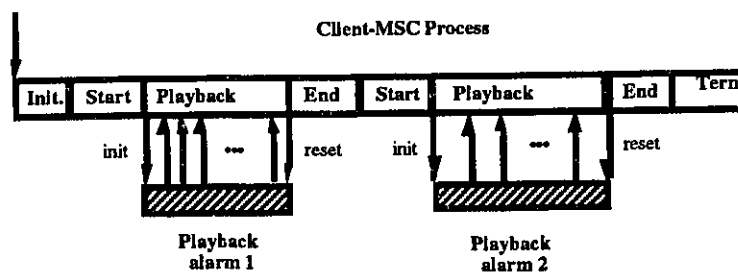 Client-MSC Process
Init. Start Playback End Start Playback End Term
init ... reset init ... reset
Playback
alarm 1
Playback
alarm 2